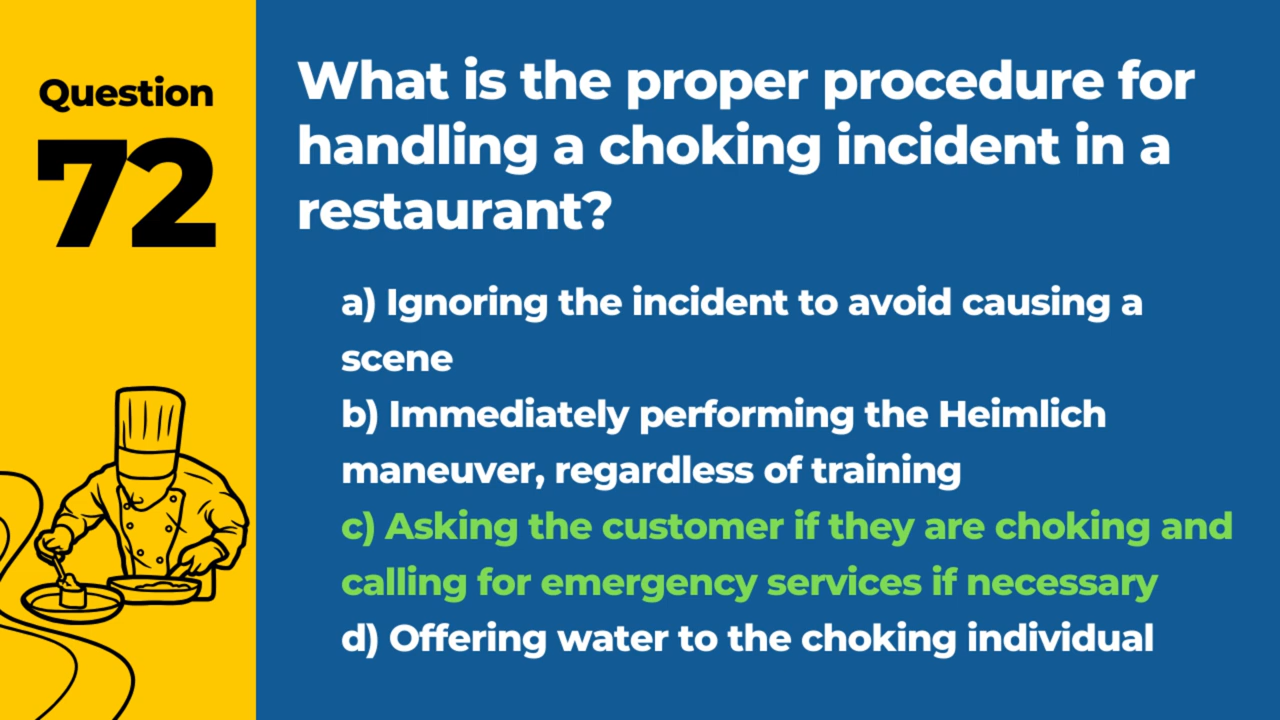 Question
72
What is the proper procedure for
handling a choking incident in a
restaurant?
a) Ignoring the incident to avoid causing a
scene
b) Immediately performing the Heimlich
maneuver, regardless of training
c) Asking the customer if they are choking and
calling for emergency services if necessary
d) Offering water to the choking individual